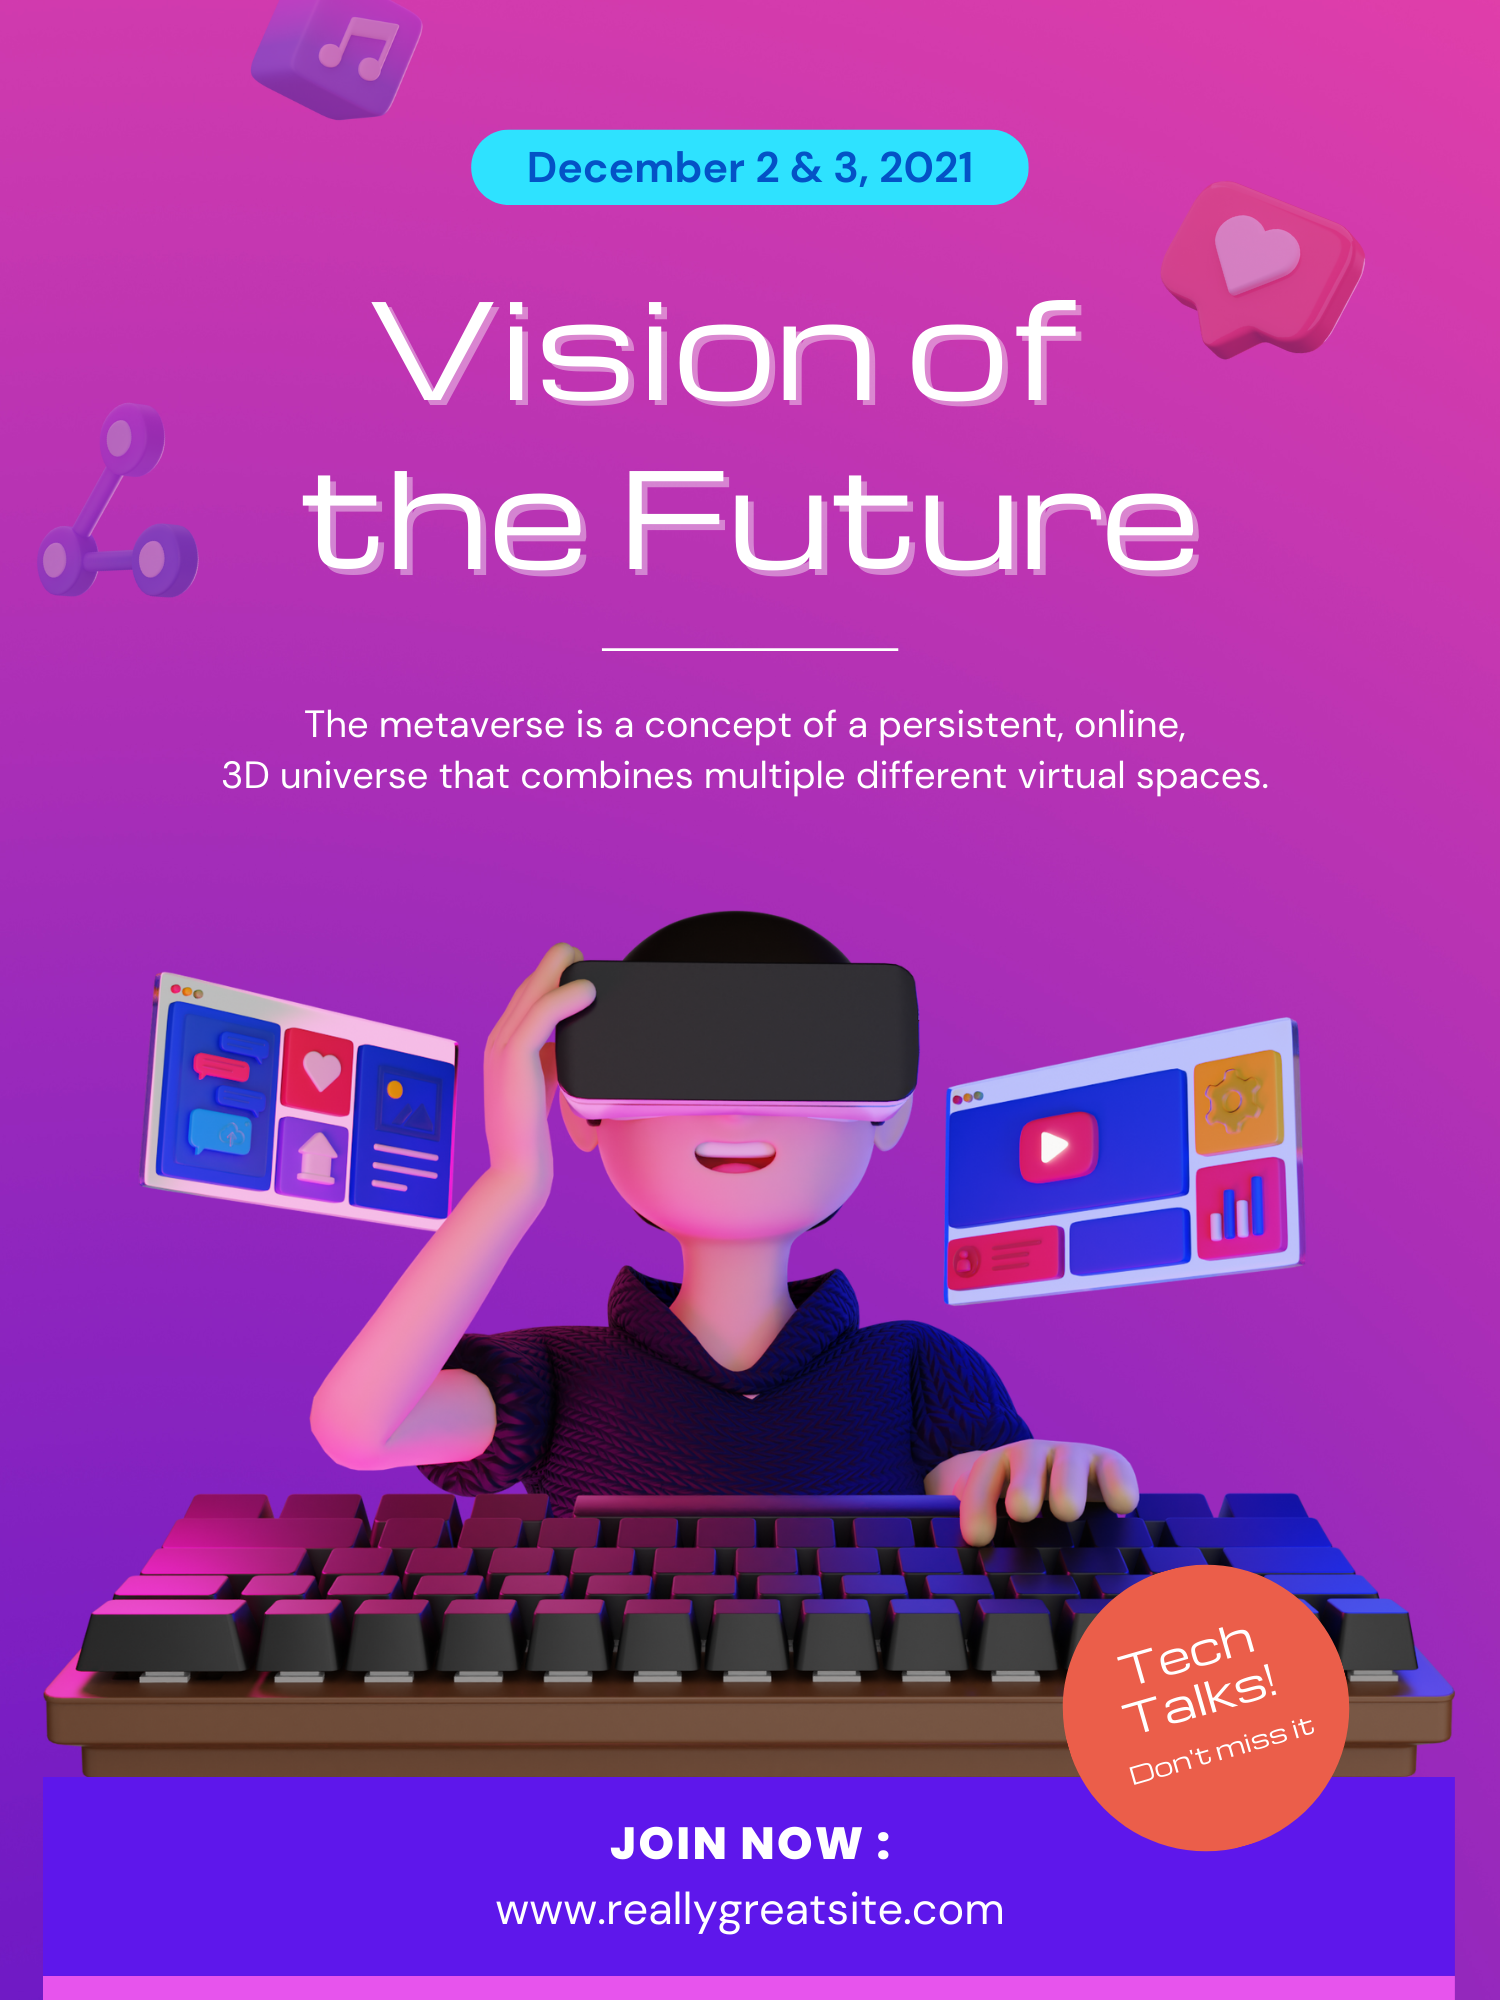 December 2 & 3, 2021
Vision of
the Future
The metaverse is a concept of a persistent, online,
3D universe that combines multiple different virtual spaces.
Tech
Talks!
Don't miss it
JOIN NOW :
www.reallygreatsite.com